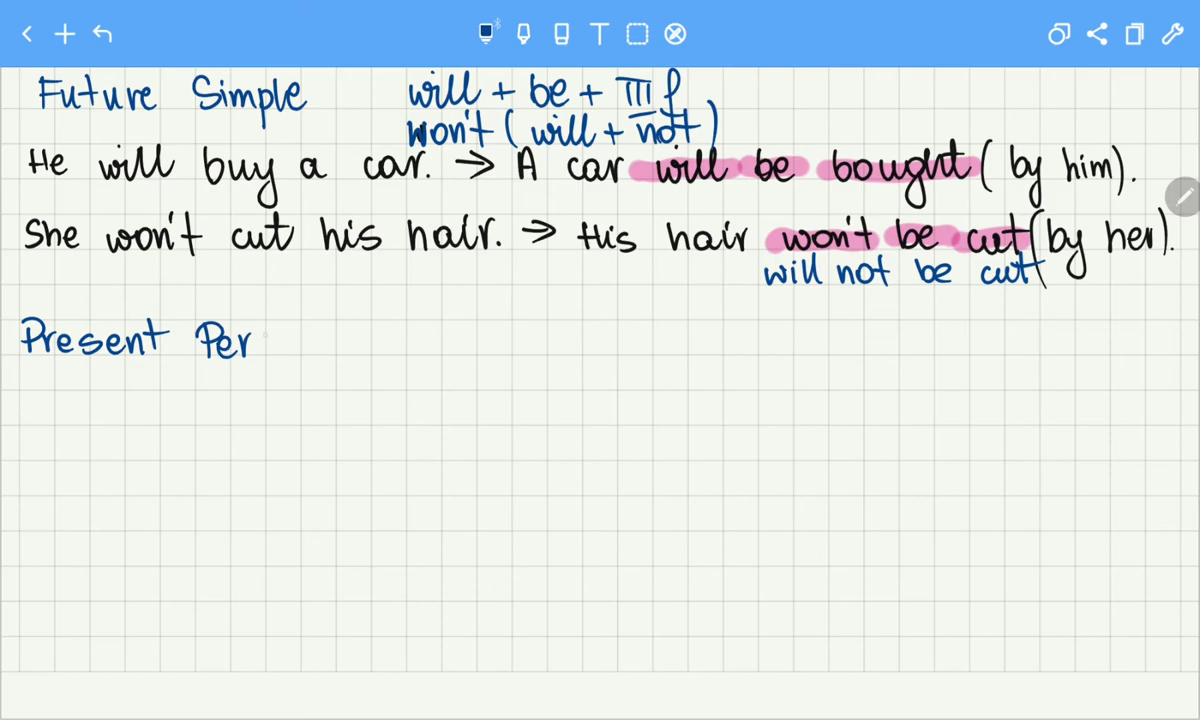 Future Simple will + be + III f
won't (will + not)
He will buy a car. → A car will be bought (by him).
She won't cut his hair. → His hair won't be cut (by her).
will not be cut
Present Per